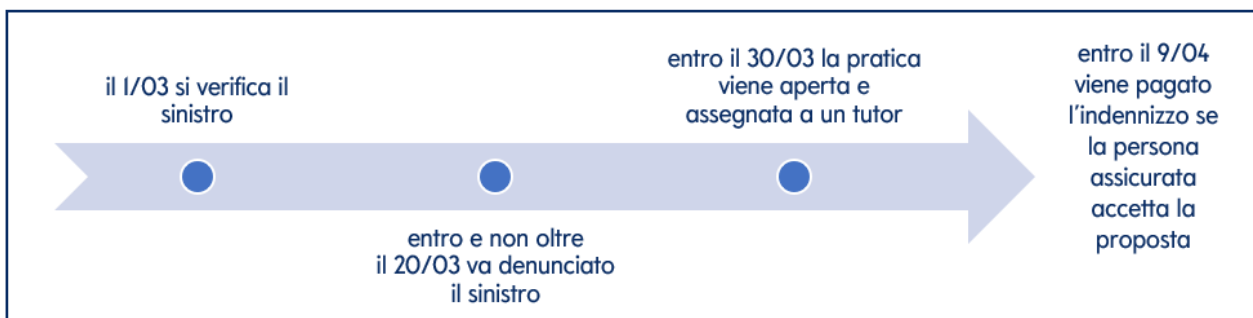 il 1/03 si verifica il
sinistro
entro e non oltre
il 20/03 va denunciato
il sinistro
entro il 30/03 la pratica
viene aperta e
assegnata a un tutor
entro il 9/04
viene pagato
l'indennizzo se
la persona
assicurata
accetta la
proposta